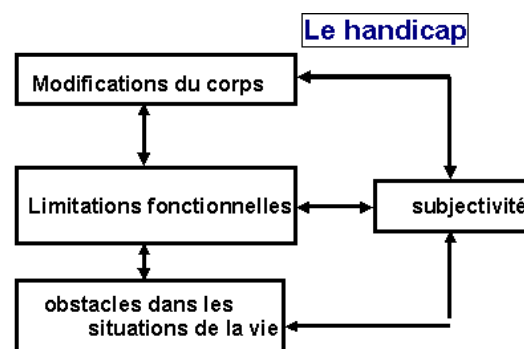 Le handicap
Modifications du corps
Limitations fonctionnelles
subjectivité
obstacles dans les
situations de la vie